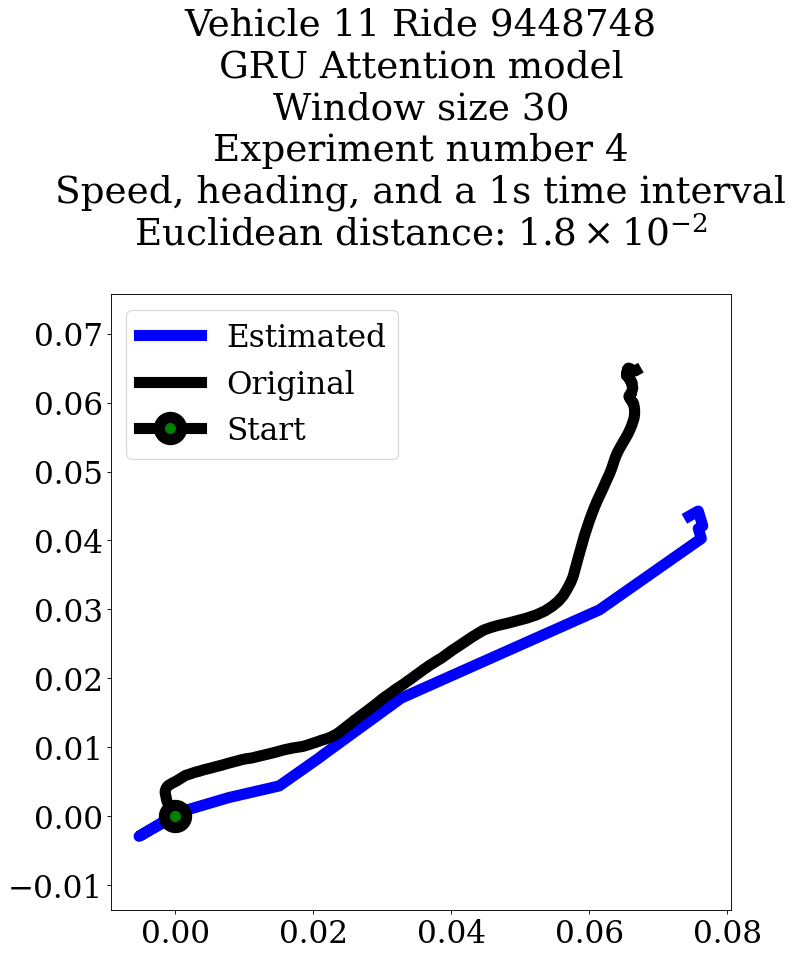 Vehicle 11 Ride 9448748
GRU Attention model
Window size 30
Experiment number 4
Speed, heading, and a 1s time interval
Euclidean distance: 1.8 × 10⁻²
Estimated
Original
Start
0.07
0.06
0.05
0.04
0.03
0.02
0.01
0.00
−0.01
0.00 0.02 0.04 0.06 0.08